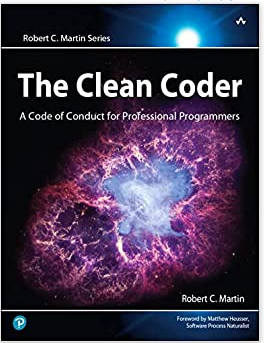 Robert C. Martin Series
The Clean Coder
A Code of Conduct for Professional Programmers
Robert C. Martin
Foreword by Matthew Heusser,
Software Process Naturalist